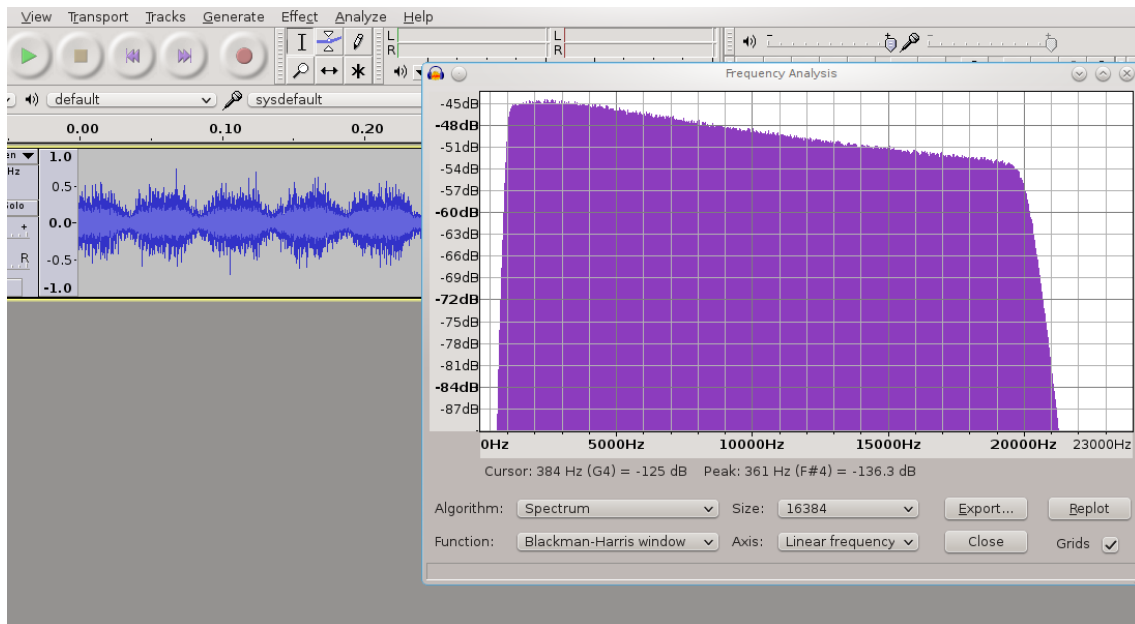 View Transport Tracks Generate Effect Analyze Help
L
R
L
R
default
sysdefault
0.00 0.10 0.20
1.0
Hz
0.5
olo
0.0
+
R
-0.5
-1.0
Frequency Analysis
-45dB
-48dB
-51dB
-54dB
-57dB
-60dB
-63dB
-66dB
-69dB
-72dB
-75dB
-78dB
-81dB
-84dB
-87dB
0Hz 5000Hz 10000Hz 15000Hz 20000Hz 23000Hz
Cursor: 384 Hz (G4) = -125 dB Peak: 361 Hz (F#4) = -136.3 dB
Algorithm: Spectrum Size: 16384 Export... Replot
Function: Blackman-Harris window Axis: Linear frequency Close Grids